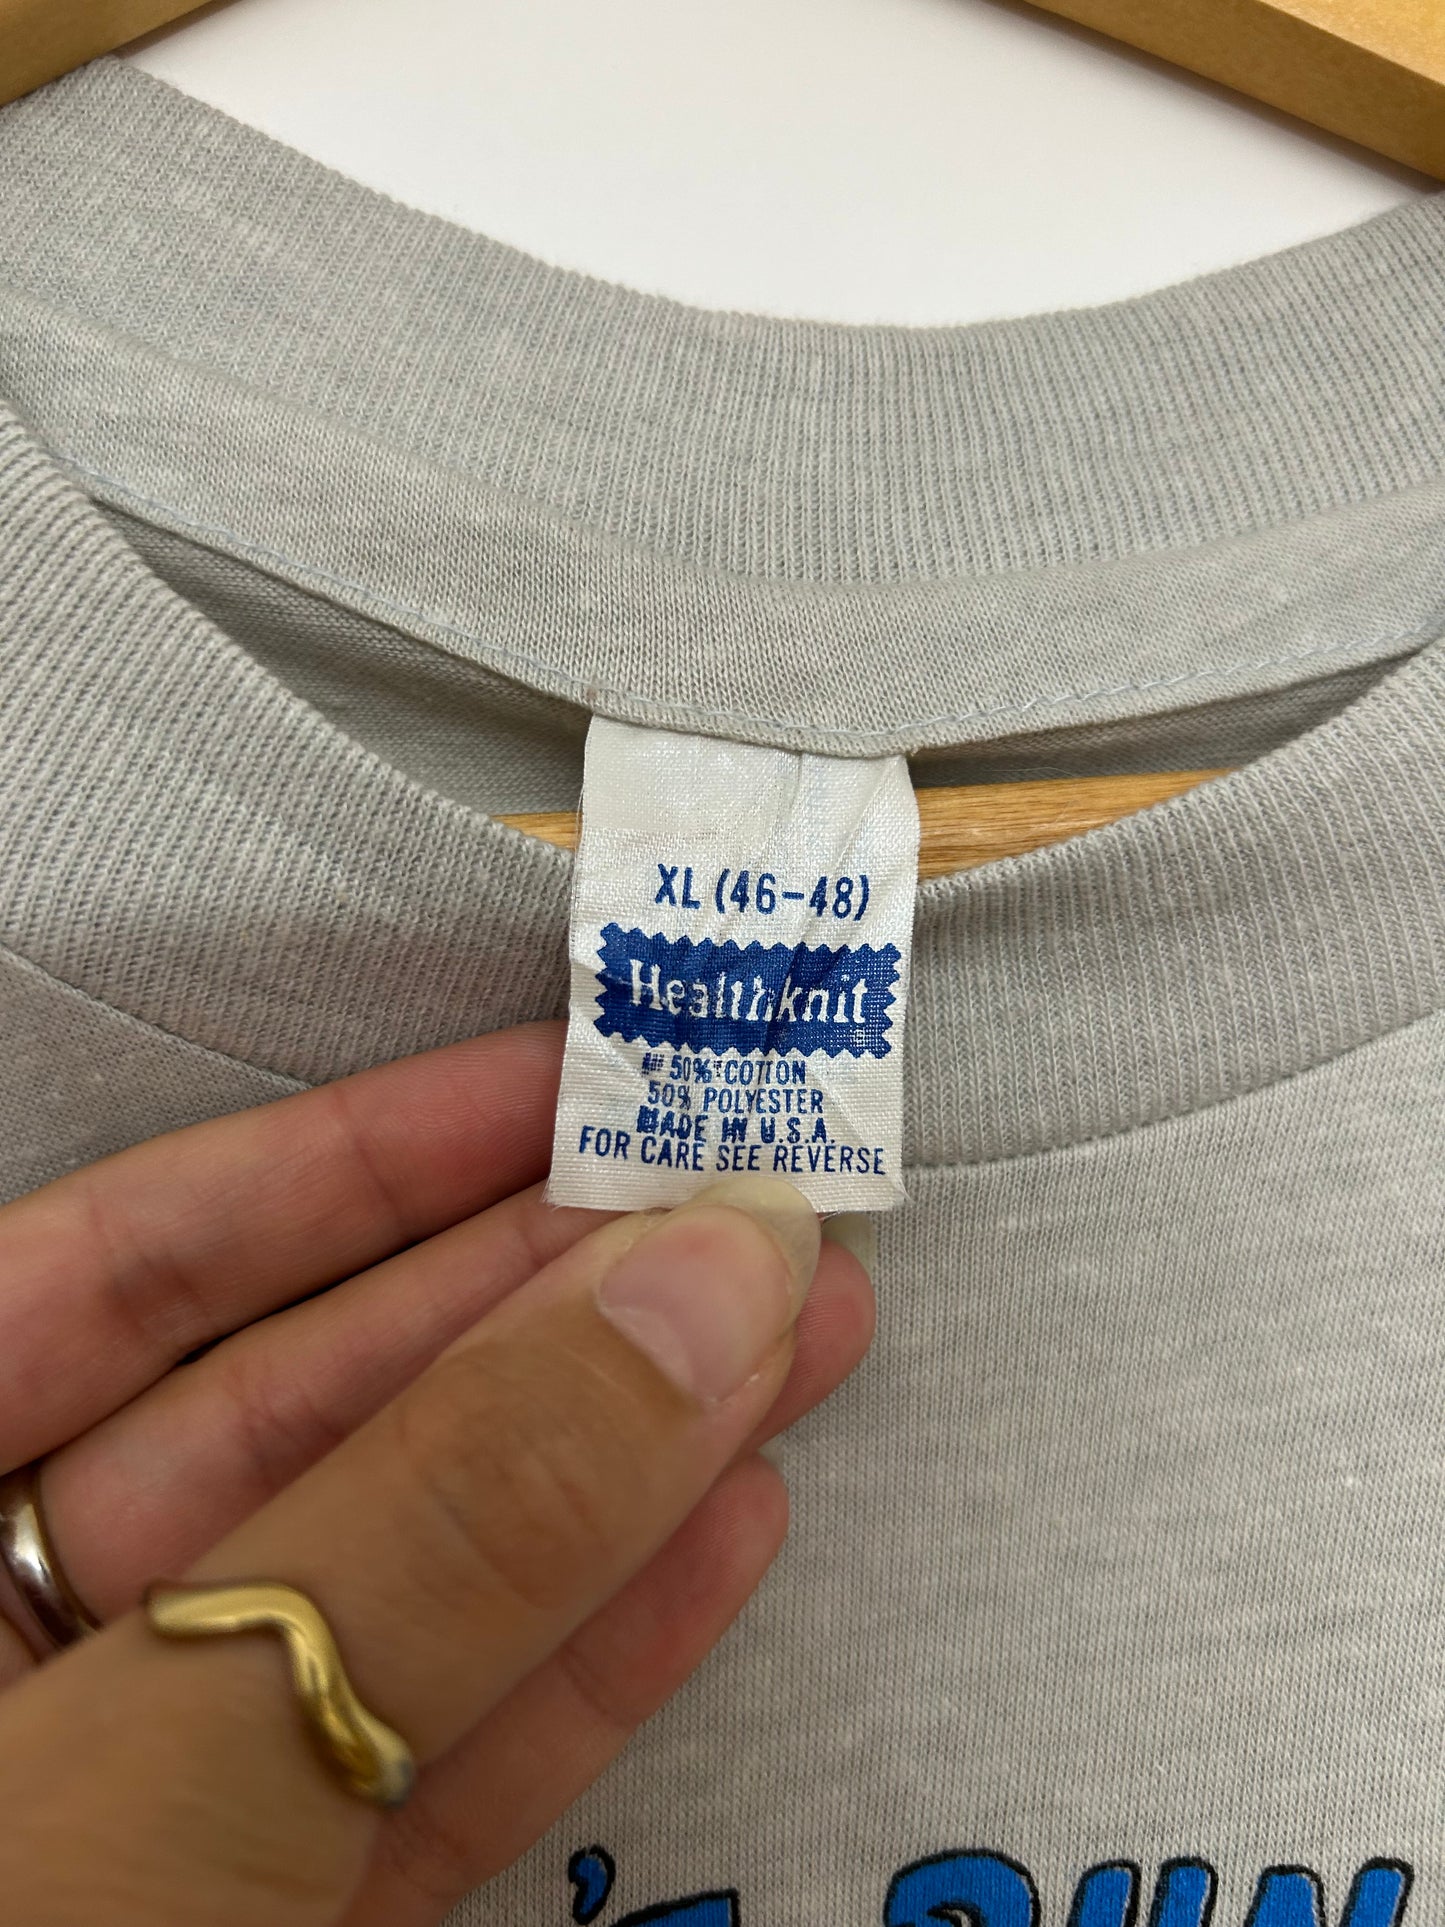 XL (46-48)
Healthknit
50% COTTON
50% POLYESTER
MADE IN U.S.A.
FOR CARE SEE REVERSE